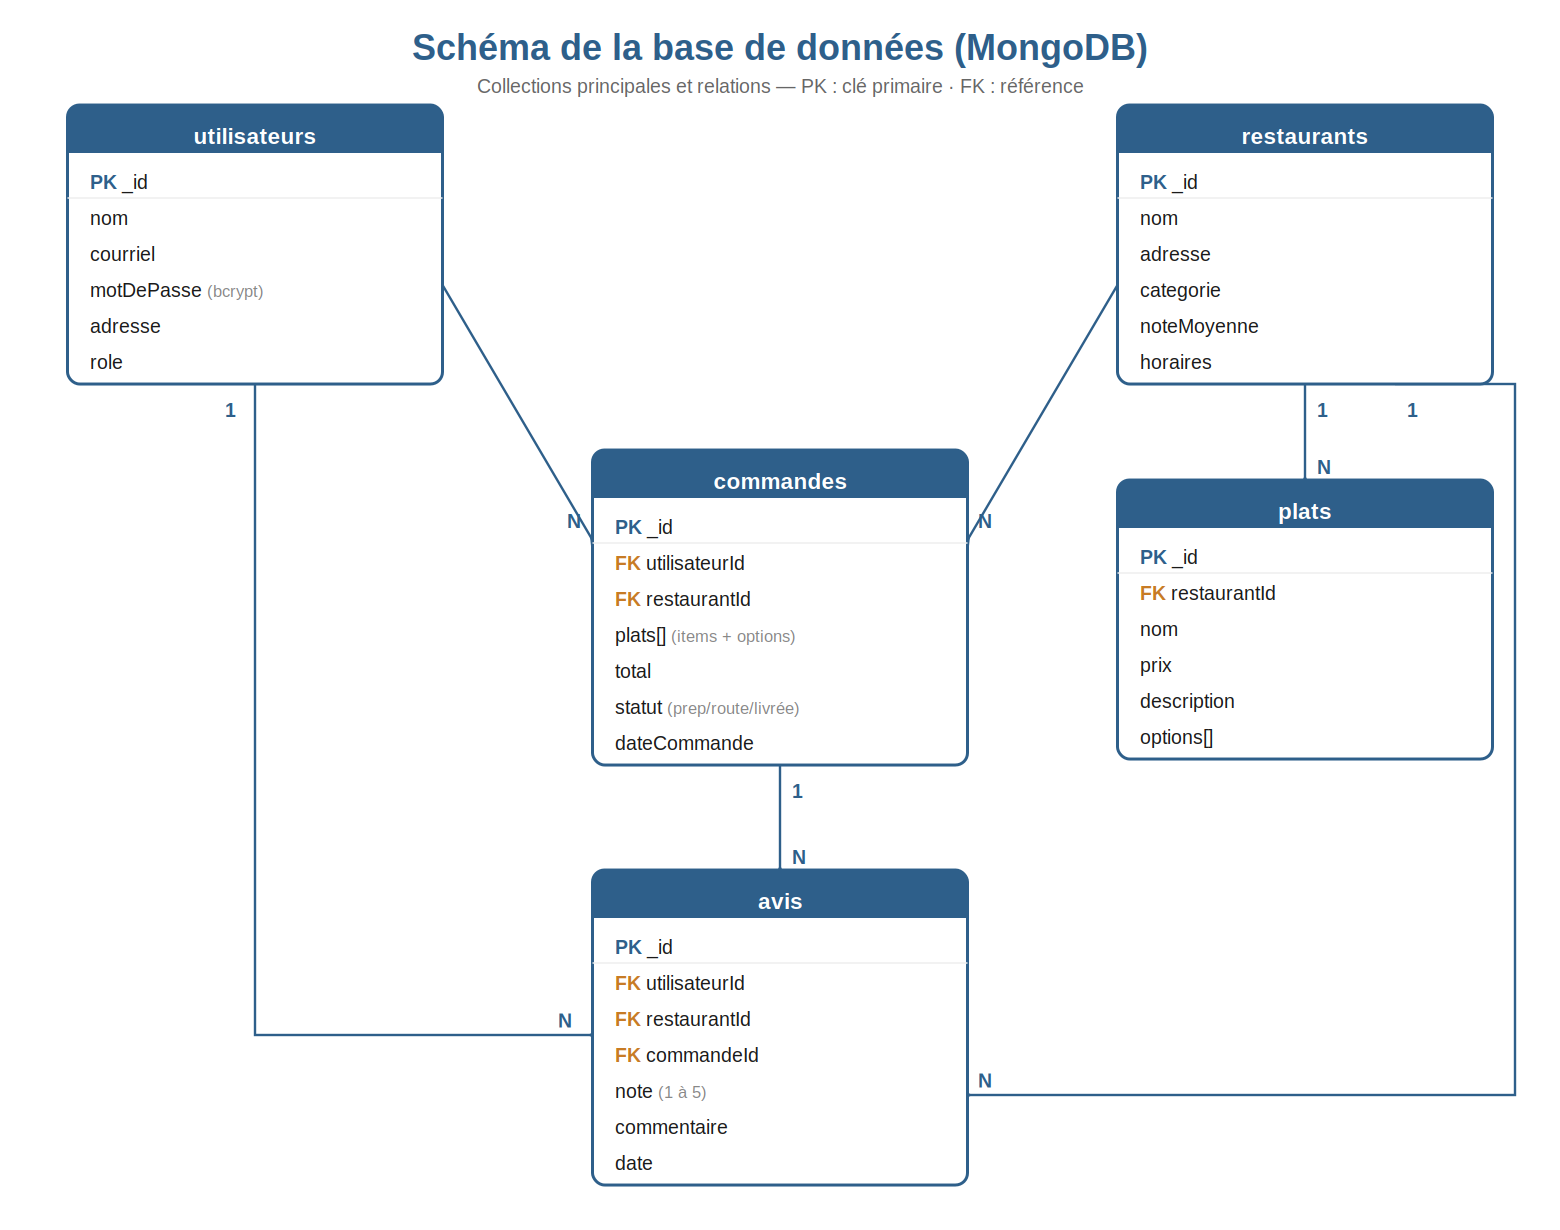 Schéma de la base de données (MongoDB)
Collections principales et relations — PK : clé primaire · FK : référence
utilisateurs
PK _id
nom
courriel
motDePasse (bcrypt)
adresse
role
1
restaurants
PK _id
nom
adresse
categorie
noteMoyenne
horaires
1
1
N
commandes
N
N
PK _id
FK utilisateurId
FK restaurantId
plats[] (items + options)
total
statut (prep/route/livrée)
dateCommande
1
N
plats
PK _id
FK restaurantId
nom
prix
description
options[]
avis
PK _id
FK utilisateurId
FK restaurantId
FK commandeId
note (1 à 5)
commentaire
date
N
N